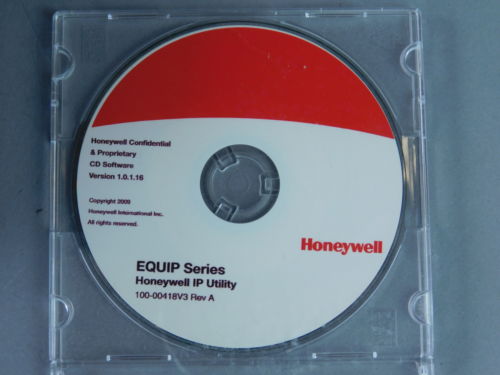 Honeywell Confidential
& Proprietary
CD Software
Version 1.0.1.16
Copyright 2009
Honeywell International Inc.
All rights reserved.
Honeywell
EQUIP Series
Honeywell IP Utility
100-00418V3 Rev A